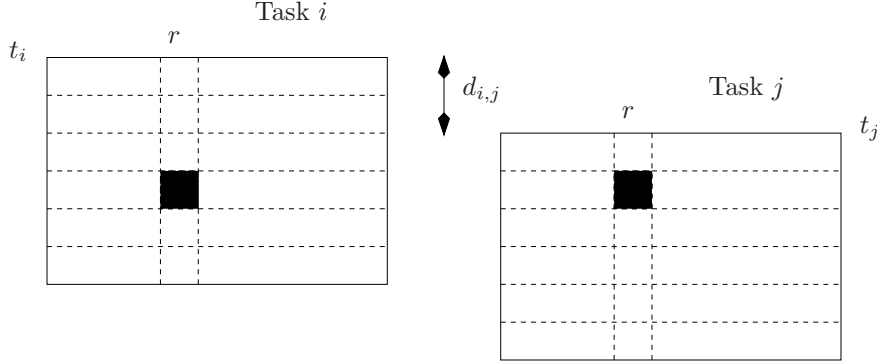 Task i
r
t_i
d_{i,j}
Task j
r
t_j